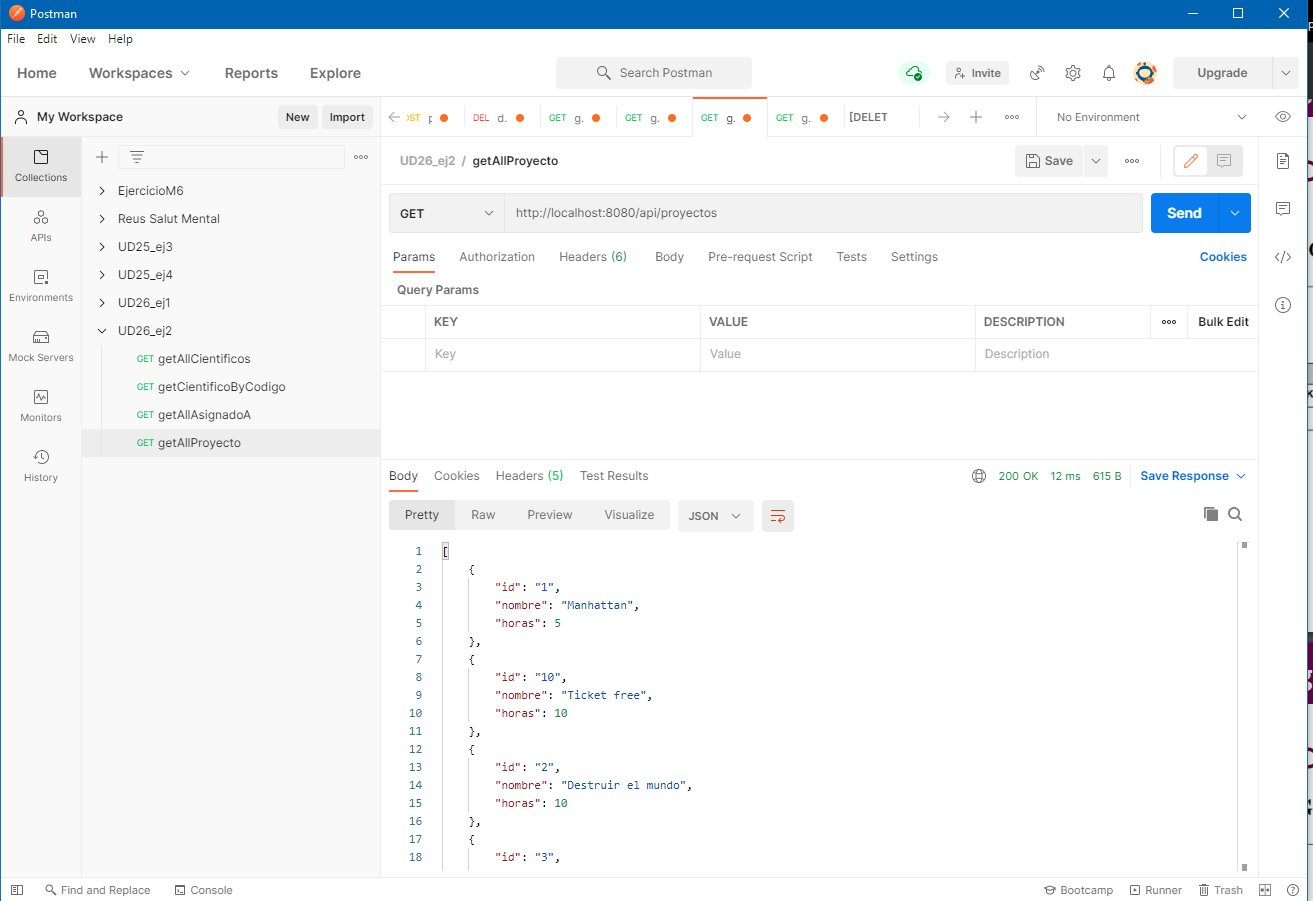 Postman
File Edit View Help
Home Workspaces Reports Explore Search Postman Invite Upgrade
My Workspace New Import
DEL d. GET g. GET g. GET g. GET g. [DELET No Environment
UD26_ej2 / getAllProyecto Save
GET http://localhost:8080/api/proyectos Send
Params Authorization Headers (6) Body Pre-request Script Tests Settings Cookies
Query Params
KEY VALUE DESCRIPTION Bulk Edit
Key Value Description
Collections
APIs
Environments
Mock Servers
Monitors
History
EjercicioM6
Reus Salut Mental
UD25_ej3
UD25_ej4
UD26_ej1
UD26_ej2
GET getAllCientificos
GET getCientificoByCodigo
GET getAllAsignadoA
GET getAllProyecto
Body Cookies Headers (5) Test Results 200 OK 12 ms 615 B Save Response
Pretty Raw Preview Visualize JSON
1 [
2 {
3 "id": "1",
4 "nombre": "Manhattan",
5 "horas": 5
6 },
7 {
8 "id": "10",
9 "nombre": "Ticket free",
10 "horas": 10
11 },
12 {
13 "id": "2",
14 "nombre": "Destruir el mundo",
15 "horas": 10
16 },
17 {
18 "id": "3",
Find and Replace Console Bootcamp Runner Trash